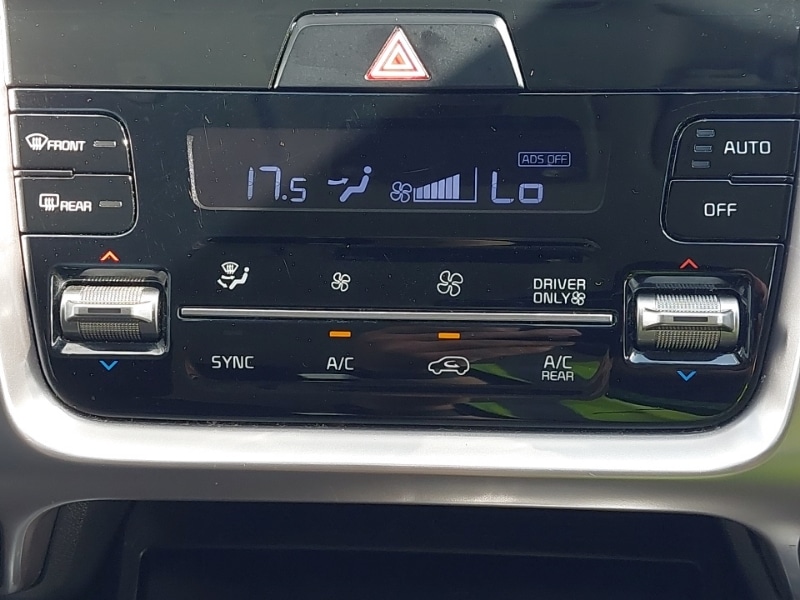 FRONT
REAR
ADS OFF
17.5 Lo
AUTO
OFF
DRIVER
ONLY
SYNC
A/C
A/C
REAR